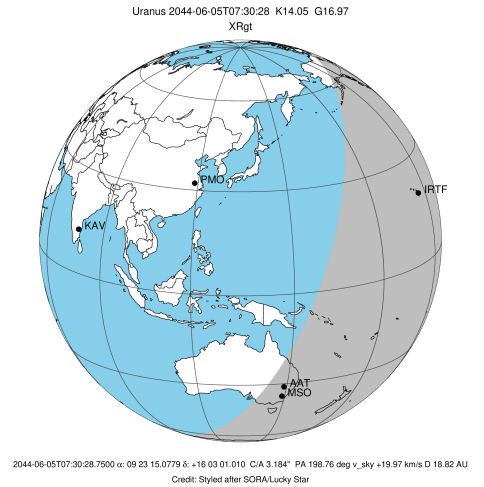 Uranus 2044-06-05T07:30:28 K14.05 G16.97
XRgt
PMO
IRTF
KAV
AAT
MSO
2044-06-05T07:30:28.7500 α: 09 23 15.0779 δ: +16 03 01.010 C/A 3.184" PA 198.76 deg v_sky +19.97 km/s D 18.82 AU
Credit: Styled after SORA/Lucky Star